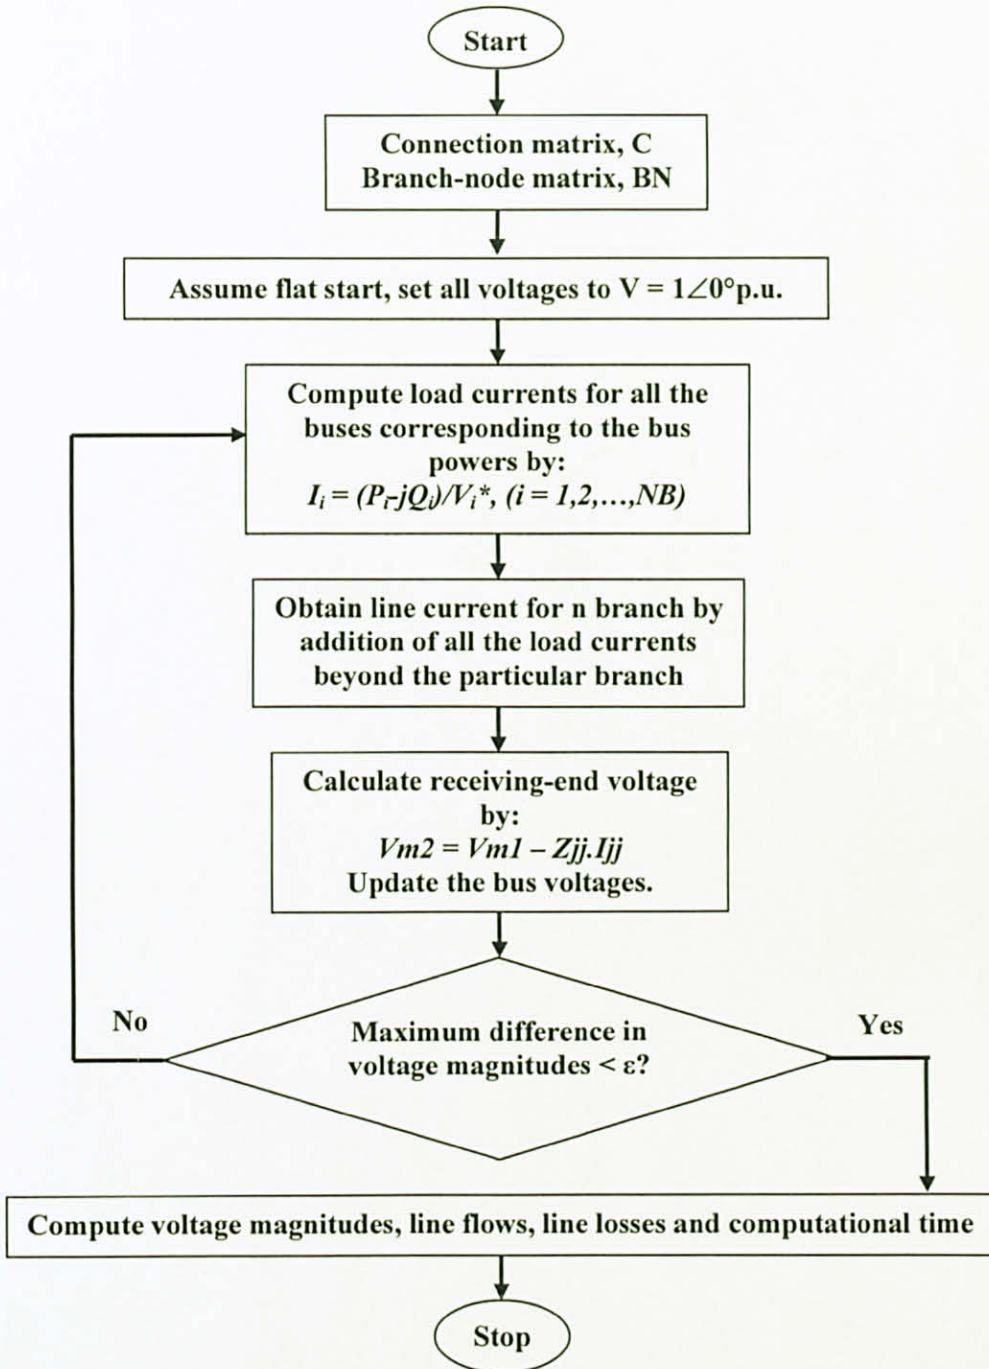 Start
Connection matrix, C
Branch-node matrix, BN
Assume flat start, set all voltages to V = 1∠0°p.u.
Compute load currents for all the
buses corresponding to the bus
powers by:
Iᵢ = (Pᵢ-jQᵢ)/Vᵢ*, (i = 1,2,…,NB)
Obtain line current for n branch by
addition of all the load currents
beyond the particular branch
Calculate receiving-end voltage
by:
Vm2 = Vm1 – Zjj.Ijj
Update the bus voltages.
Maximum difference in
voltage magnitudes < ε?
No
Yes
Compute voltage magnitudes, line flows, line losses and computational time
Stop